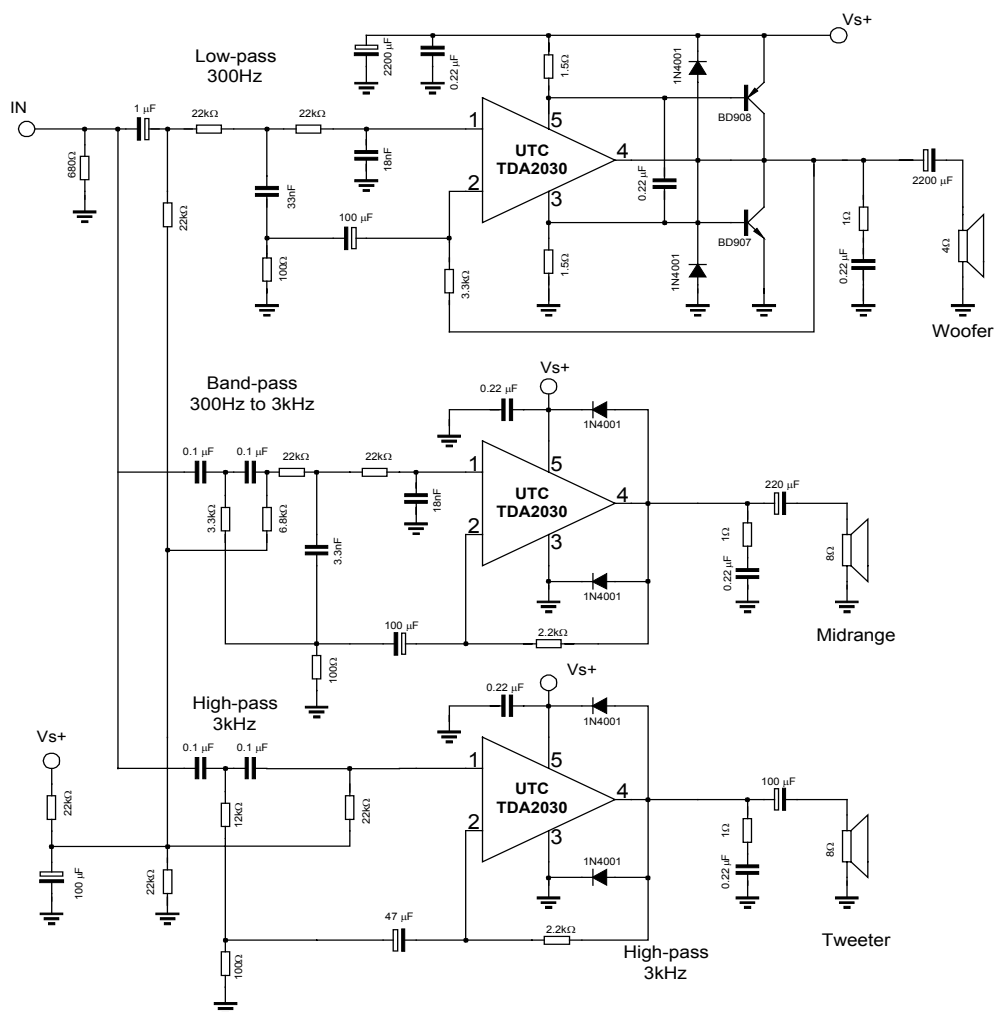 Vs+
Low-pass
300Hz
2200 µF
0.22 µF
1.5Ω
1N4001
BD908
IN
1 µF
22kΩ
22kΩ
1
5
UTC
TDA2030
4
680Ω
18nF
33nF
2
3
0.22 µF
2200 µF
22kΩ
100 µF
BD907
1Ω
4Ω
100Ω
3.3kΩ
1.5Ω
1N4001
0.22 µF
Woofer
Band-pass
300Hz to 3kHz
Vs+
0.22 µF
1N4001
0.1 µF
0.1 µF
22kΩ
22kΩ
1
5
UTC
TDA2030
4
220 µF
18nF
3.3kΩ
6.8kΩ
2
3
1Ω
8Ω
3.3nF
1N4001
0.22 µF
100 µF
2.2kΩ
Midrange
100Ω
Vs+
High-pass
3kHz
0.22 µF
1N4001
Vs+
0.1 µF
0.1 µF
1
5
UTC
TDA2030
4
100 µF
22kΩ
12kΩ
22kΩ
2
3
1Ω
8Ω
1N4001
0.22 µF
100 µF
22kΩ
47 µF
2.2kΩ
Tweeter
High-pass
3kHz
100Ω